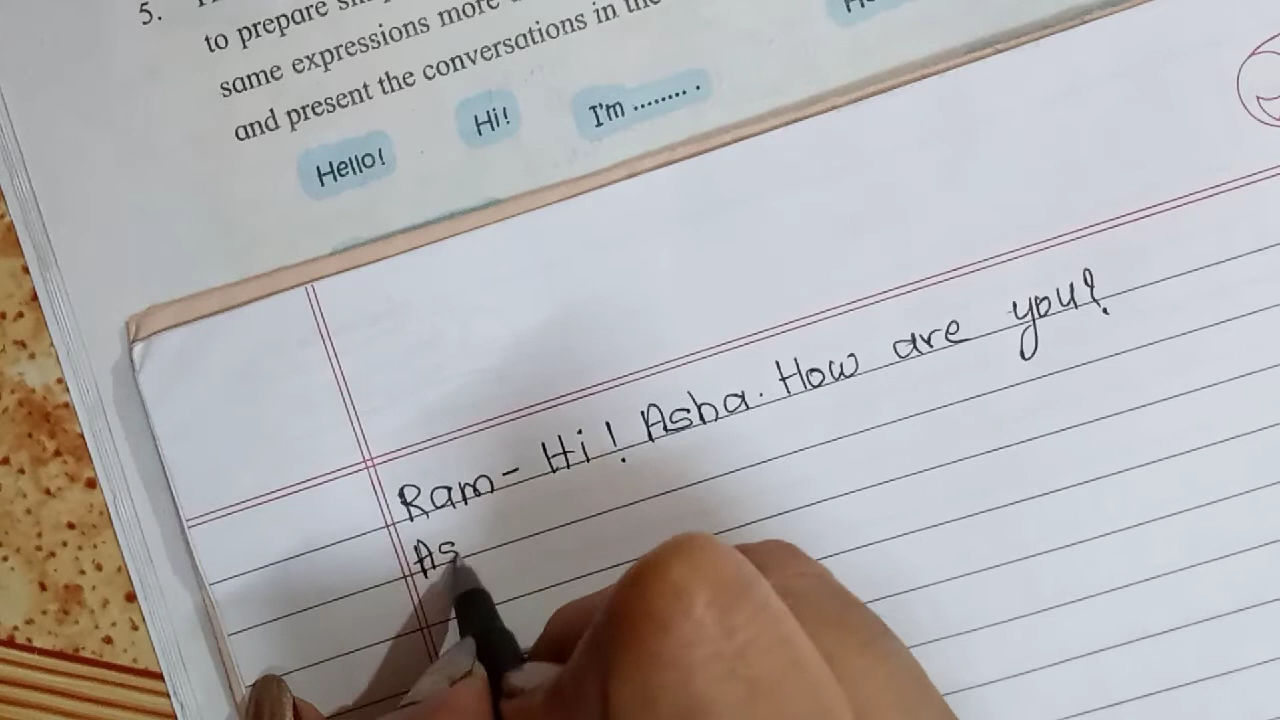 5.
to prepare
same expressions more
and present the conversations in the
Hello!
Hi!
I'm ........ .
Ram - Hi! Asha. How are you?
As